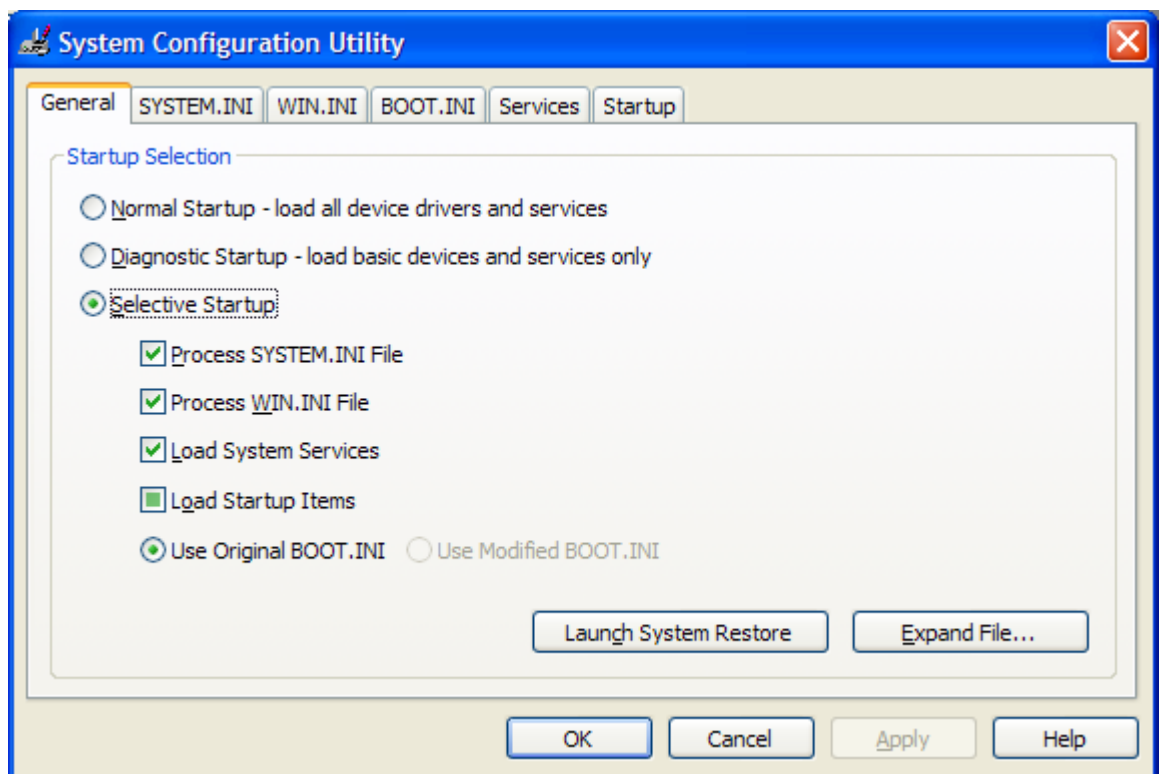 System Configuration Utility
General SYSTEM.INI WIN.INI BOOT.INI Services Startup
Startup Selection
Normal Startup - load all device drivers and services
Diagnostic Startup - load basic devices and services only
Selective Startup
Process SYSTEM.INI File
Process WIN.INI File
Load System Services
Load Startup Items
Use Original BOOT.INI Use Modified BOOT.INI
Launch System Restore Expand File...
OK Cancel Apply Help